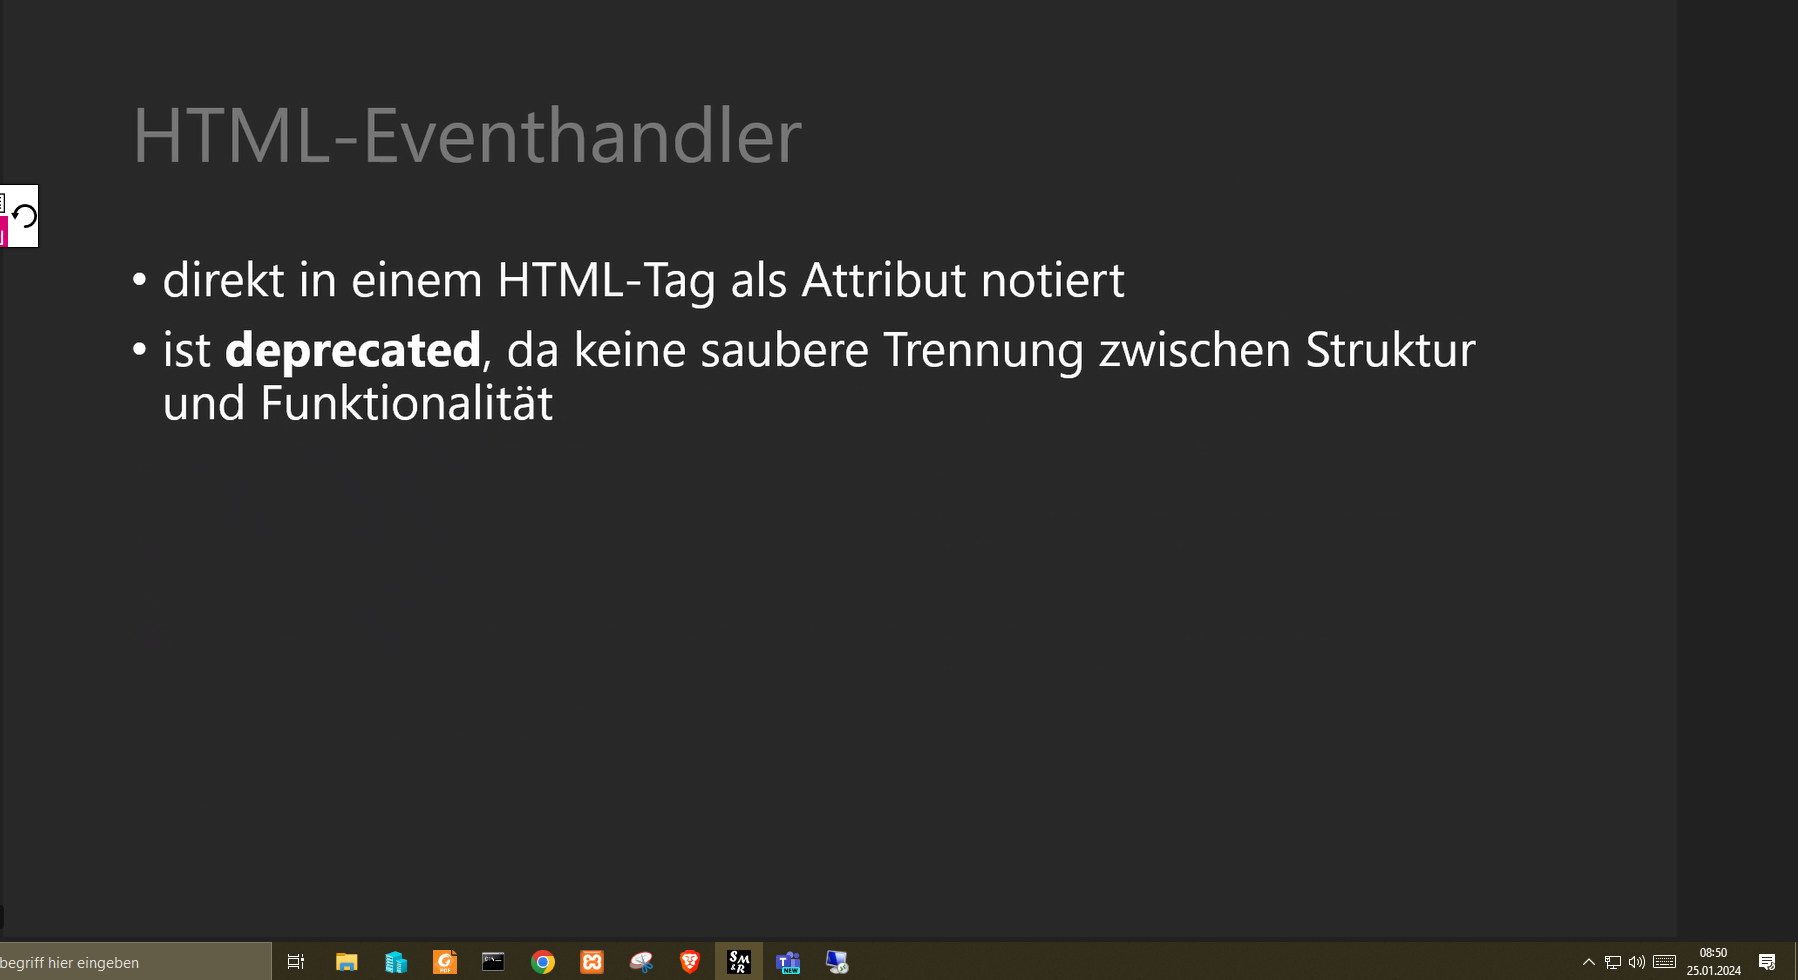 HTML-Eventhandler
• direkt in einem HTML-Tag als Attribut notiert
• ist deprecated, da keine saubere Trennung zwischen Struktur
und Funktionalität
begriff hier eingeben
08:50
25.01.2024